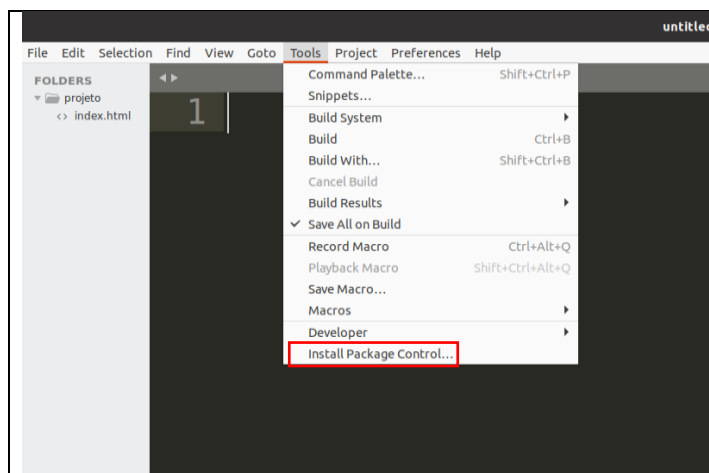 untitled
File Edit Selection Find View Goto Tools Project Preferences Help
FOLDERS
projeto
index.html
1
Command Palette... Shift+Ctrl+P
Snippets...
Build System
Build Ctrl+B
Build With... Shift+Ctrl+B
Cancel Build
Build Results
Save All on Build
Record Macro Ctrl+Alt+Q
Playback Macro Shift+Ctrl+Alt+Q
Save Macro...
Macros
Developer
Install Package Control...